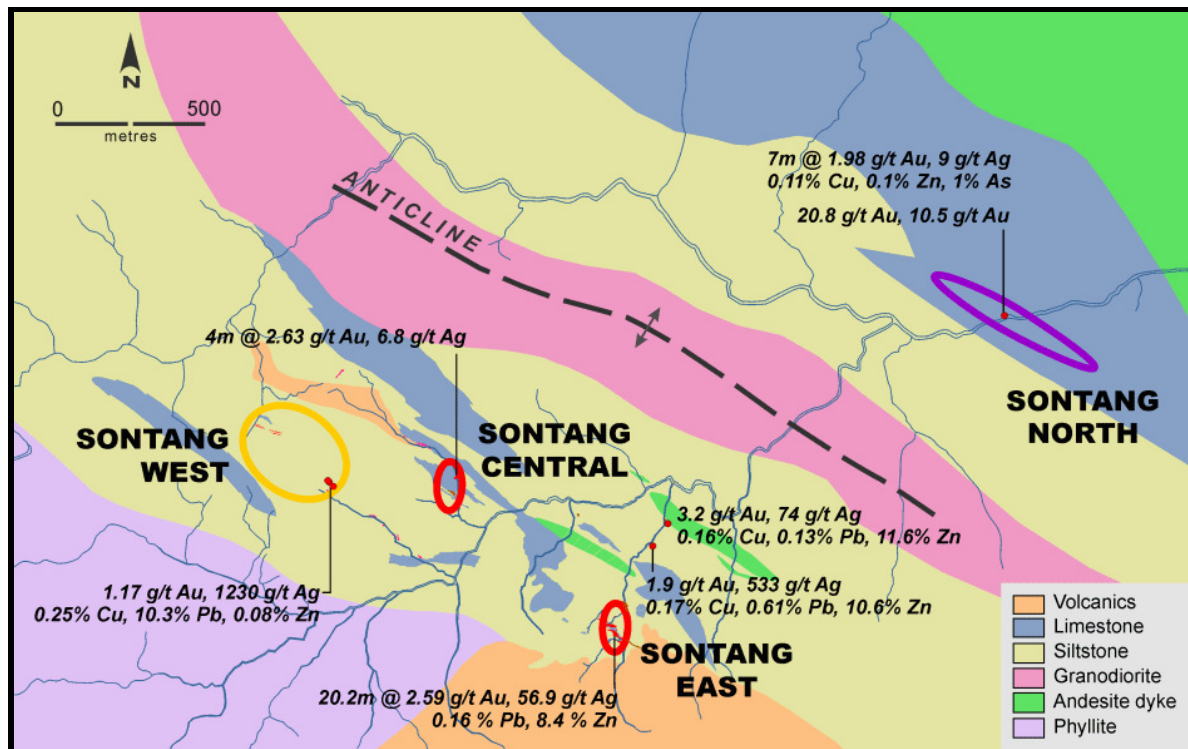 N
0 500
metres
7m @ 1.98 g/t Au, 9 g/t Ag
0.11% Cu, 0.1% Zn, 1% As
20.8 g/t Au, 10.5 g/t Au
ANTICLINE
4m @ 2.63 g/t Au, 6.8 g/t Ag
SONTANG
NORTH
SONTANG
WEST
SONTANG
CENTRAL
3.2 g/t Au, 74 g/t Ag
0.16% Cu, 0.13% Pb, 11.6% Zn
1.17 g/t Au, 1230 g/t Ag
0.25% Cu, 10.3% Pb, 0.08% Zn
1.9 g/t Au, 533 g/t Ag
0.17% Cu, 0.61% Pb, 10.6% Zn
SONTANG
EAST
20.2m @ 2.59 g/t Au, 56.9 g/t Ag
0.16 % Pb, 8.4 % Zn
Volcanics
Limestone
Siltstone
Granodiorite
Andesite dyke
Phyllite